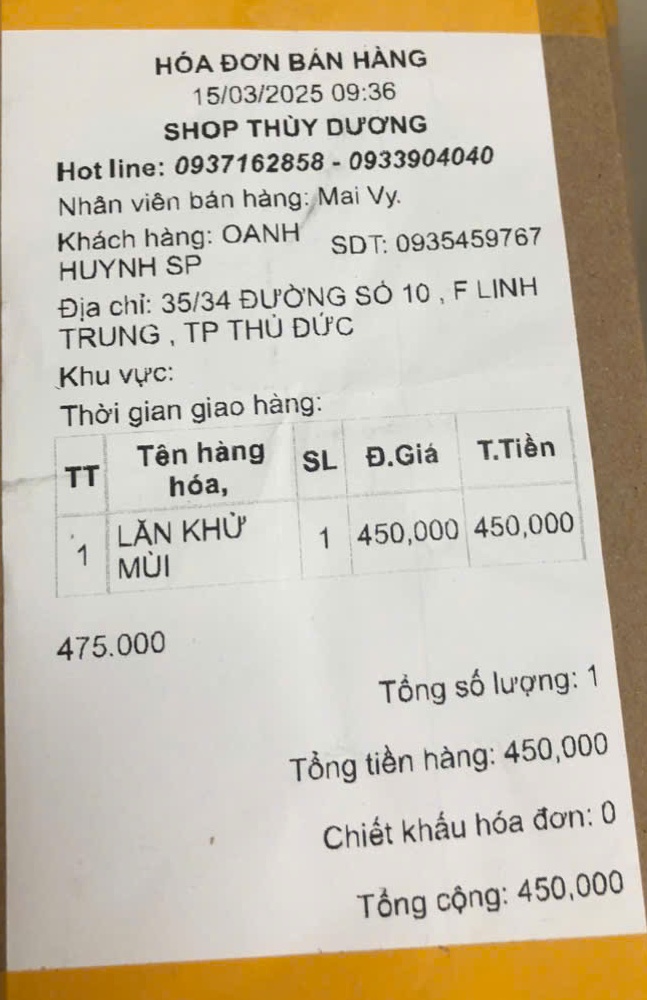 HÓA ĐƠN BÁN HÀNG
15/03/2025 09:36
SHOP THÙY DƯƠNG
Hot line: 0937162858 - 0933904040
Nhân viên bán hàng: Mai Vy.
Khách hàng: OANH HUYNH SP SDT: 0935459767
Địa chỉ: 35/34 ĐƯỜNG SỐ 10 , F LINH
TRUNG , TP THỦ ĐỨC
Khu vực:
Thời gian giao hàng:
TT Tên hàng hóa, SL Đ.Giá T.Tiền
1 LĂN KHỬ MÙI 1 450,000 450,000
475.000
Tổng số lượng: 1
Tổng tiền hàng: 450,000
Chiết khấu hóa đơn: 0
Tổng cộng: 450,000